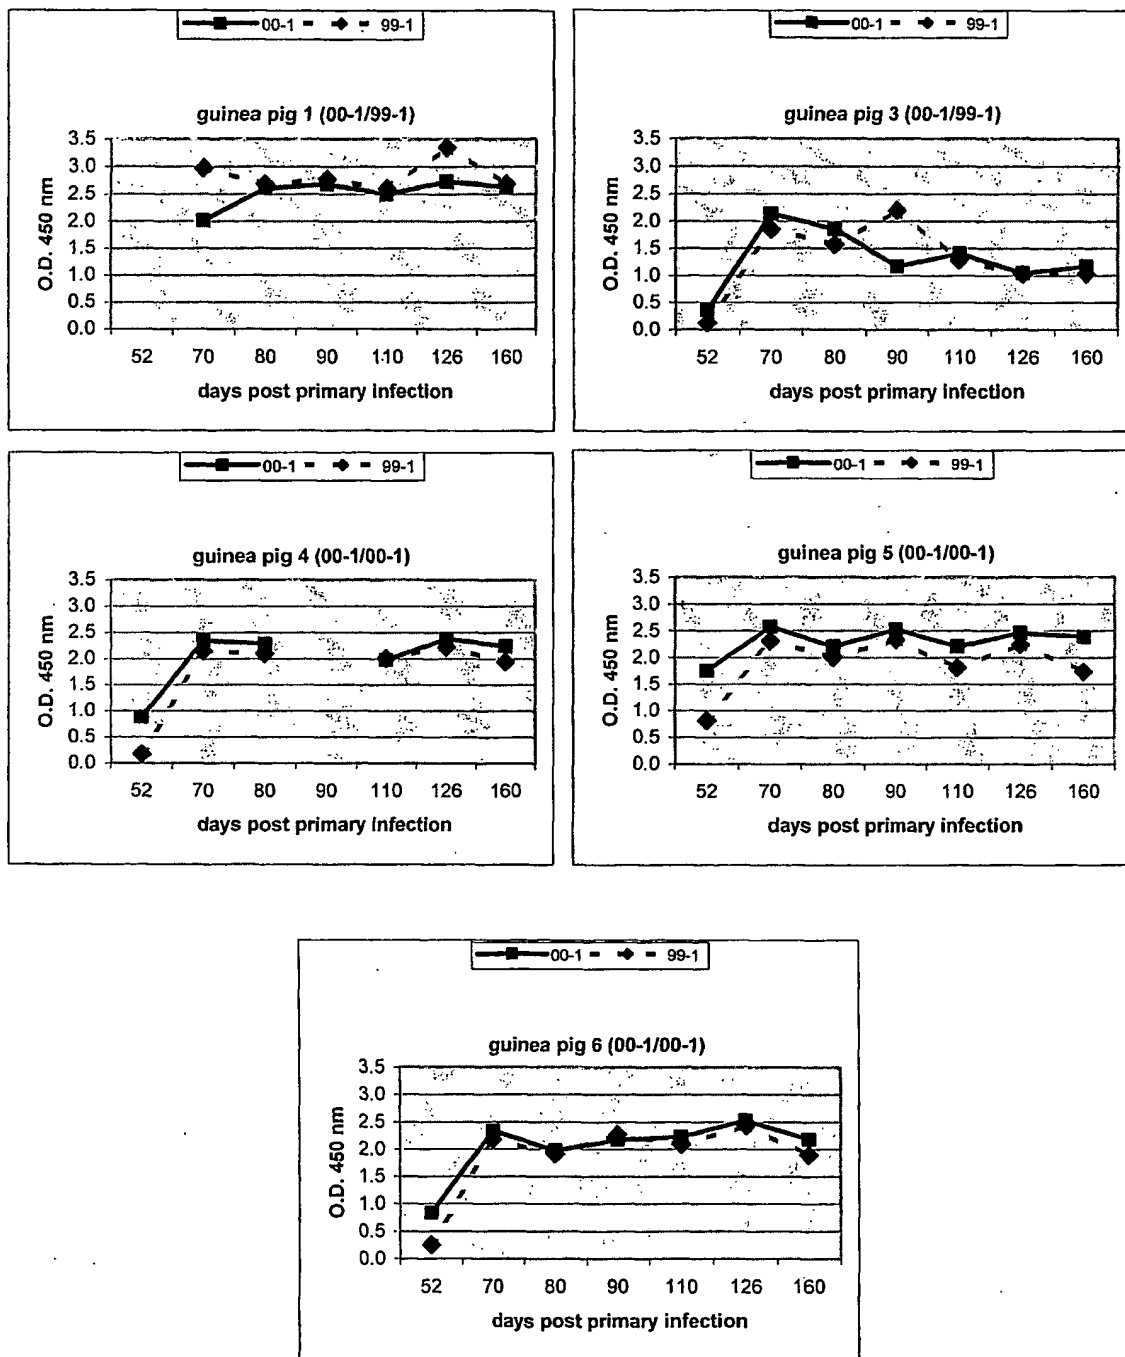 00-1 99-1
guinea pig 1 (00-1/99-1)
3.5
3.0
2.5
2.0
1.5
1.0
0.5
0.0
O.D. 450 nm
52 70 80 90 110 126 160
days post primary infection
00-1 99-1
guinea pig 3 (00-1/99-1)
3.5
3.0
2.5
2.0
1.5
1.0
0.5
0.0
O.D. 450 nm
52 70 80 90 110 126 160
days post primary infection
00-1 99-1
guinea pig 4 (00-1/00-1)
3.5
3.0
2.5
2.0
1.5
1.0
0.5
0.0
O.D. 450 nm
52 70 80 90 110 126 160
days post primary infection
00-1 99-1
guinea pig 5 (00-1/00-1)
3.5
3.0
2.5
2.0
1.5
1.0
0.5
0.0
O.D. 450 nm
52 70 80 90 110 126 160
days post primary infection
00-1 99-1
guinea pig 6 (00-1/00-1)
3.5
3.0
2.5
2.0
1.5
1.0
0.5
0.0
O.D. 450 nm
52 70 80 90 110 126 160
days post primary infection